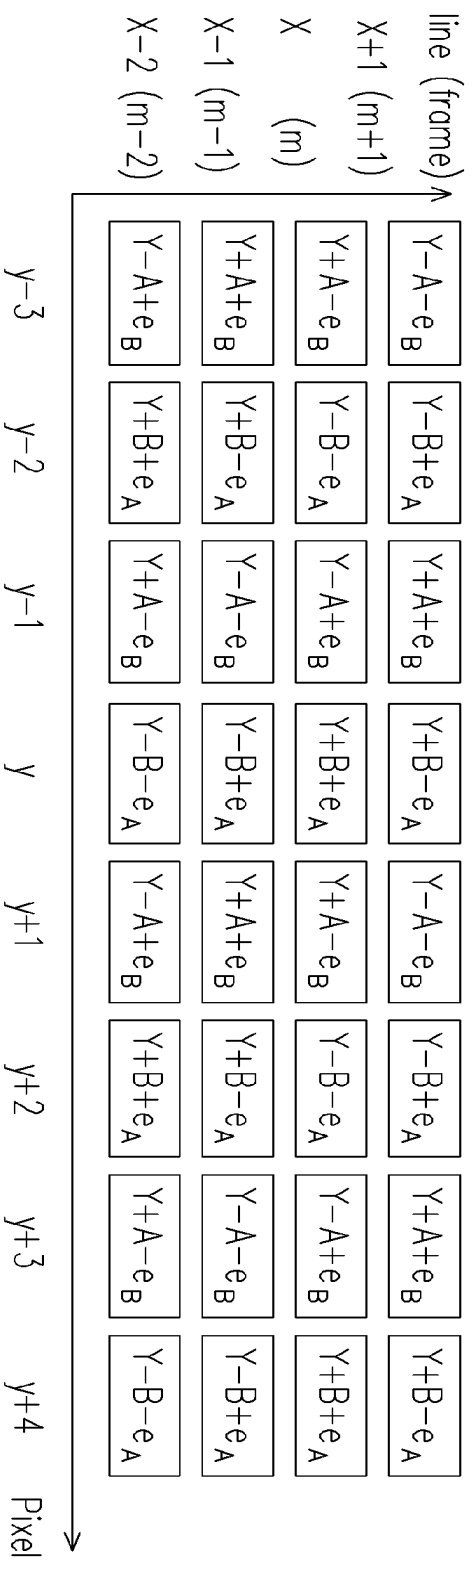 line (frame)
X+1 (m+1) Y−A−e_B Y−B+e_A Y+A+e_B Y+B−e_A Y−A−e_B Y−B+e_A Y+A+e_B Y+B−e_A
X (m) Y+A−e_B Y−B−e_A Y−A+e_B Y+B+e_A Y+A−e_B Y−B−e_A Y−A+e_B Y+B+e_A
X−1 (m−1) Y+A+e_B Y+B−e_A Y−A−e_B Y−B+e_A Y+A+e_B Y+B−e_A Y−A−e_B Y−B+e_A
X−2 (m−2) Y−A+e_B Y+B+e_A Y+A−e_B Y−B−e_A Y−A+e_B Y+B+e_A Y+A−e_B Y−B−e_A
y−3 y−2 y−1 y y+1 y+2 y+3 y+4 Pixel